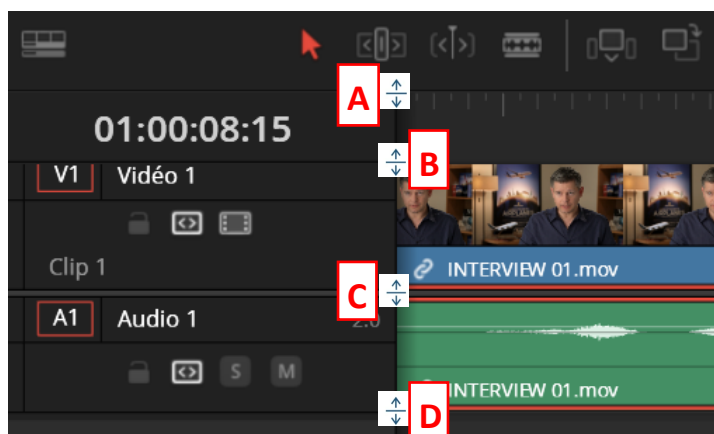 A
01:00:08:15
B
V1 Vidéo 1
Clip 1
INTERVIEW 01.mov
C
A1 Audio 1 2.0
S M
INTERVIEW 01.mov
D